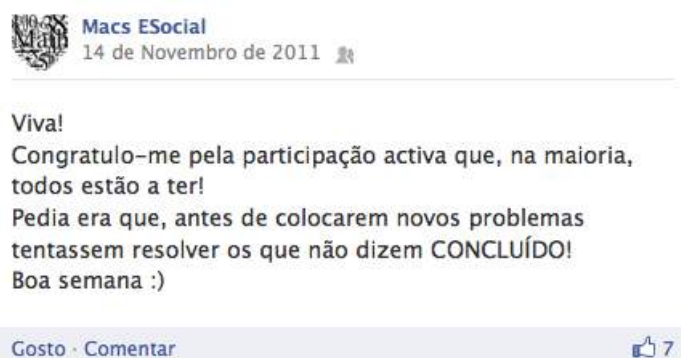 Macs ESocial
14 de Novembro de 2011
Viva!
Congratulo-me pela participação activa que, na maioria,
todos estão a ter!
Pedia era que, antes de colocarem novos problemas
tentassem resolver os que não dizem CONCLUÍDO!
Boa semana :)
Gosto · Comentar 7